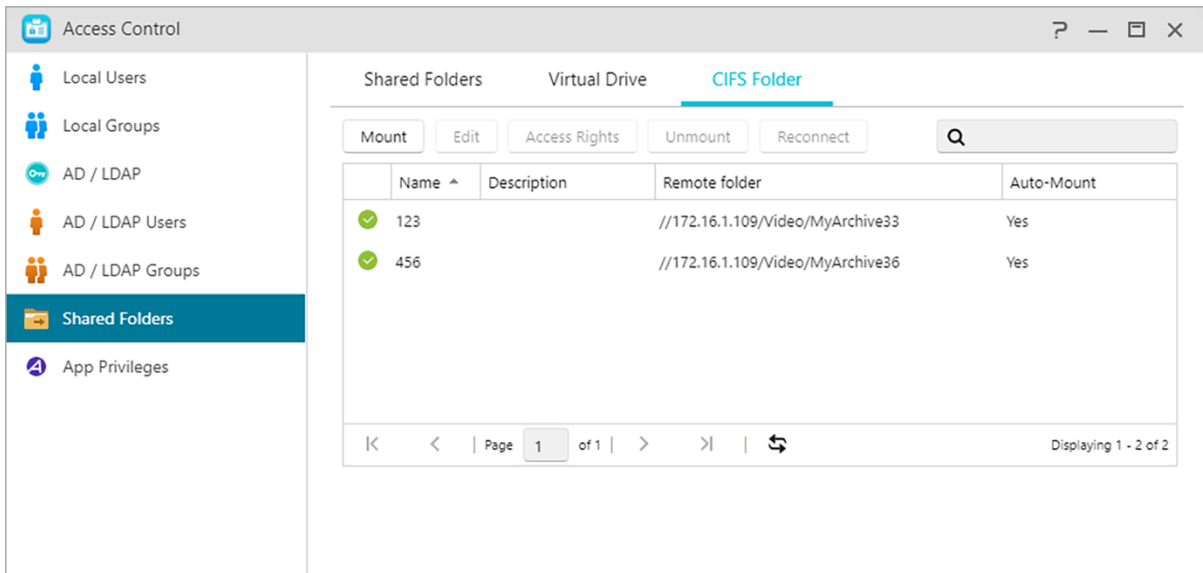 Access Control
Local Users
Local Groups
AD / LDAP
AD / LDAP Users
AD / LDAP Groups
Shared Folders
App Privileges
Shared Folders Virtual Drive CIFS Folder
Mount Edit Access Rights Unmount Reconnect
Name Description Remote folder Auto-Mount
123 //172.16.1.109/Video/MyArchive33 Yes
456 //172.16.1.109/Video/MyArchive36 Yes
Page 1 of 1 Displaying 1 - 2 of 2